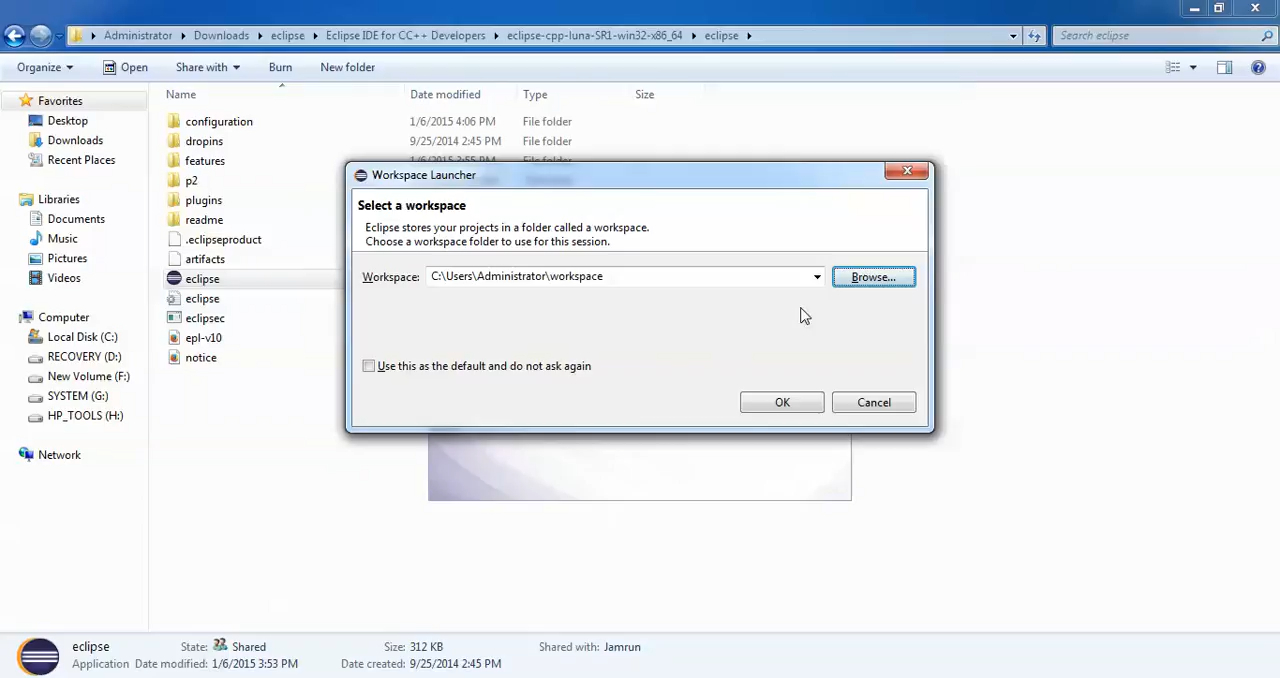 Administrator Downloads eclipse Eclipse IDE for CC++ Developers eclipse-cpp-luna-SR1-win32-x86_64 eclipse Search eclipse
Organize Open Share with Burn New folder
Favorites
Desktop
Downloads
Recent Places
Libraries
Documents
Music
Pictures
Videos
Computer
Local Disk (C:)
RECOVERY (D:)
New Volume (F:)
SYSTEM (G:)
HP_TOOLS (H:)
Network
Name Date modified Type Size
configuration 1/6/2015 4:06 PM File folder
dropins 9/25/2014 2:45 PM File folder
features
p2
plugins
readme
.eclipseproduct
artifacts
eclipse
eclipse
eclipsec
epl-v10
notice
Workspace Launcher
Select a workspace
Eclipse stores your projects in a folder called a workspace.
Choose a workspace folder to use for this session.
Workspace: C:\Users\Administrator\workspace Browse...
Use this as the default and do not ask again
OK Cancel
eclipse State: Shared Size: 312 KB Shared with: Jamrun
Application Date modified: 1/6/2015 3:53 PM Date created: 9/25/2014 2:45 PM